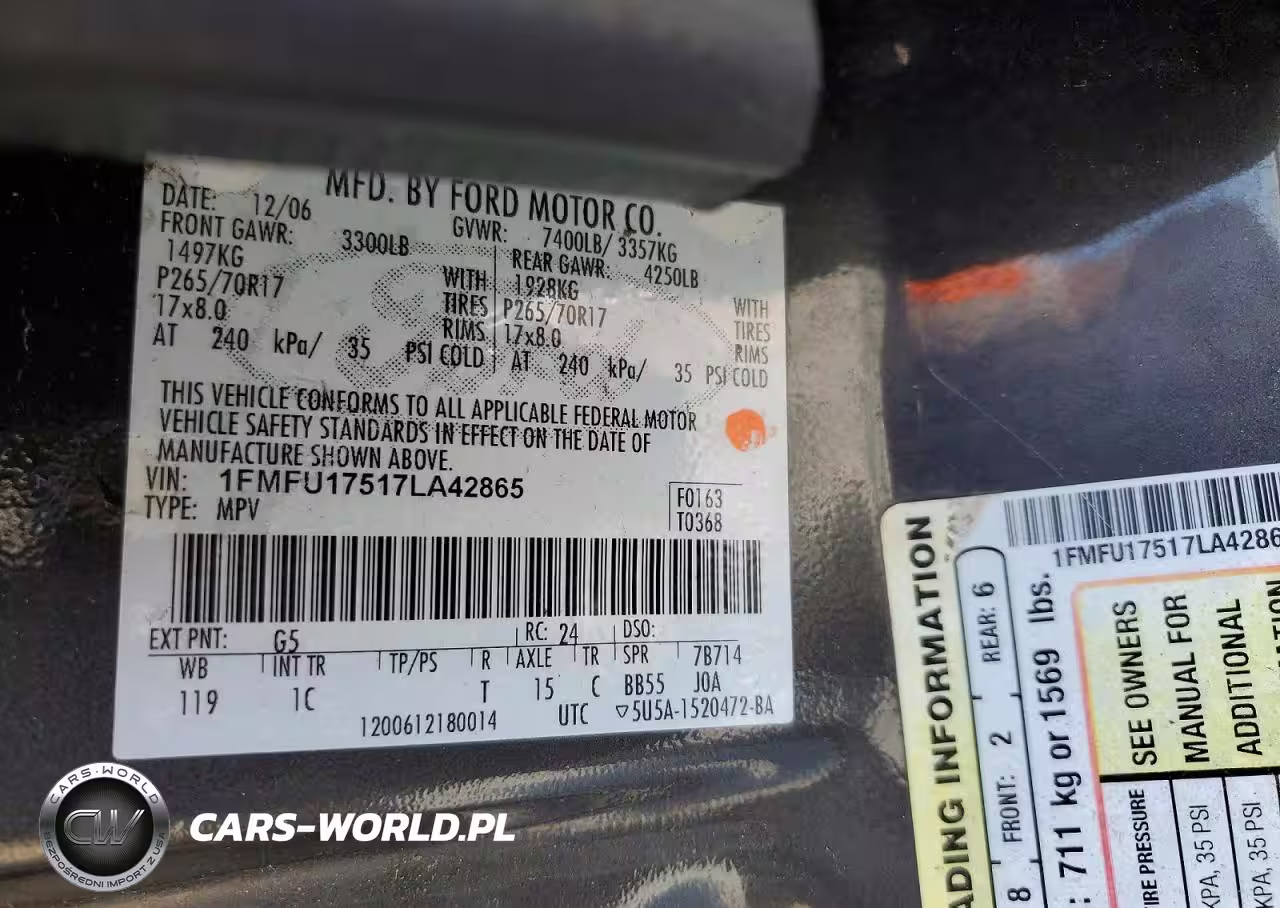 MFD. BY FORD MOTOR CO.
DATE: 12/06 GVWR: 7400LB/ 3357KG
FRONT GAWR: 3300LB REAR GAWR: 4250LB
1497KG WITH 1928KG WITH
P265/70R17 TIRES P265/70R17 TIRES
17x8.0 RIMS 17x8.0 RIMS
AT 240 kPa/ 35 PSI COLD AT 240 kPa/ 35 PSI COLD
THIS VEHICLE CONFORMS TO ALL APPLICABLE FEDERAL MOTOR
VEHICLE SAFETY STANDARDS IN EFFECT ON THE DATE OF
MANUFACTURE SHOWN ABOVE.
VIN: 1FMFU17517LA42865
TYPE: MPV
F0163
T0368
EXT PNT: G5 RC: 24 DSO:
WB INT TR TP/PS R AXLE TR SPR 7B714
119 1C T 15 C BB55 J0A
1200612180014 UTC ▽5U5A-1520472-BA
1FMFU17517LA4286
ADING INFORMATION
8 FRONT: 2 REAR: 6
: 711 kg or 1569 lbs.
SEE OWNERS
MANUAL FOR
ADDITIONAL
IRE PRESSURE
KPA, 35 PSI
KPA, 35 PSI
CARS-WORLD
CW
BEZPOŚREDNI IMPORT Z USA
CARS-WORLD.PL